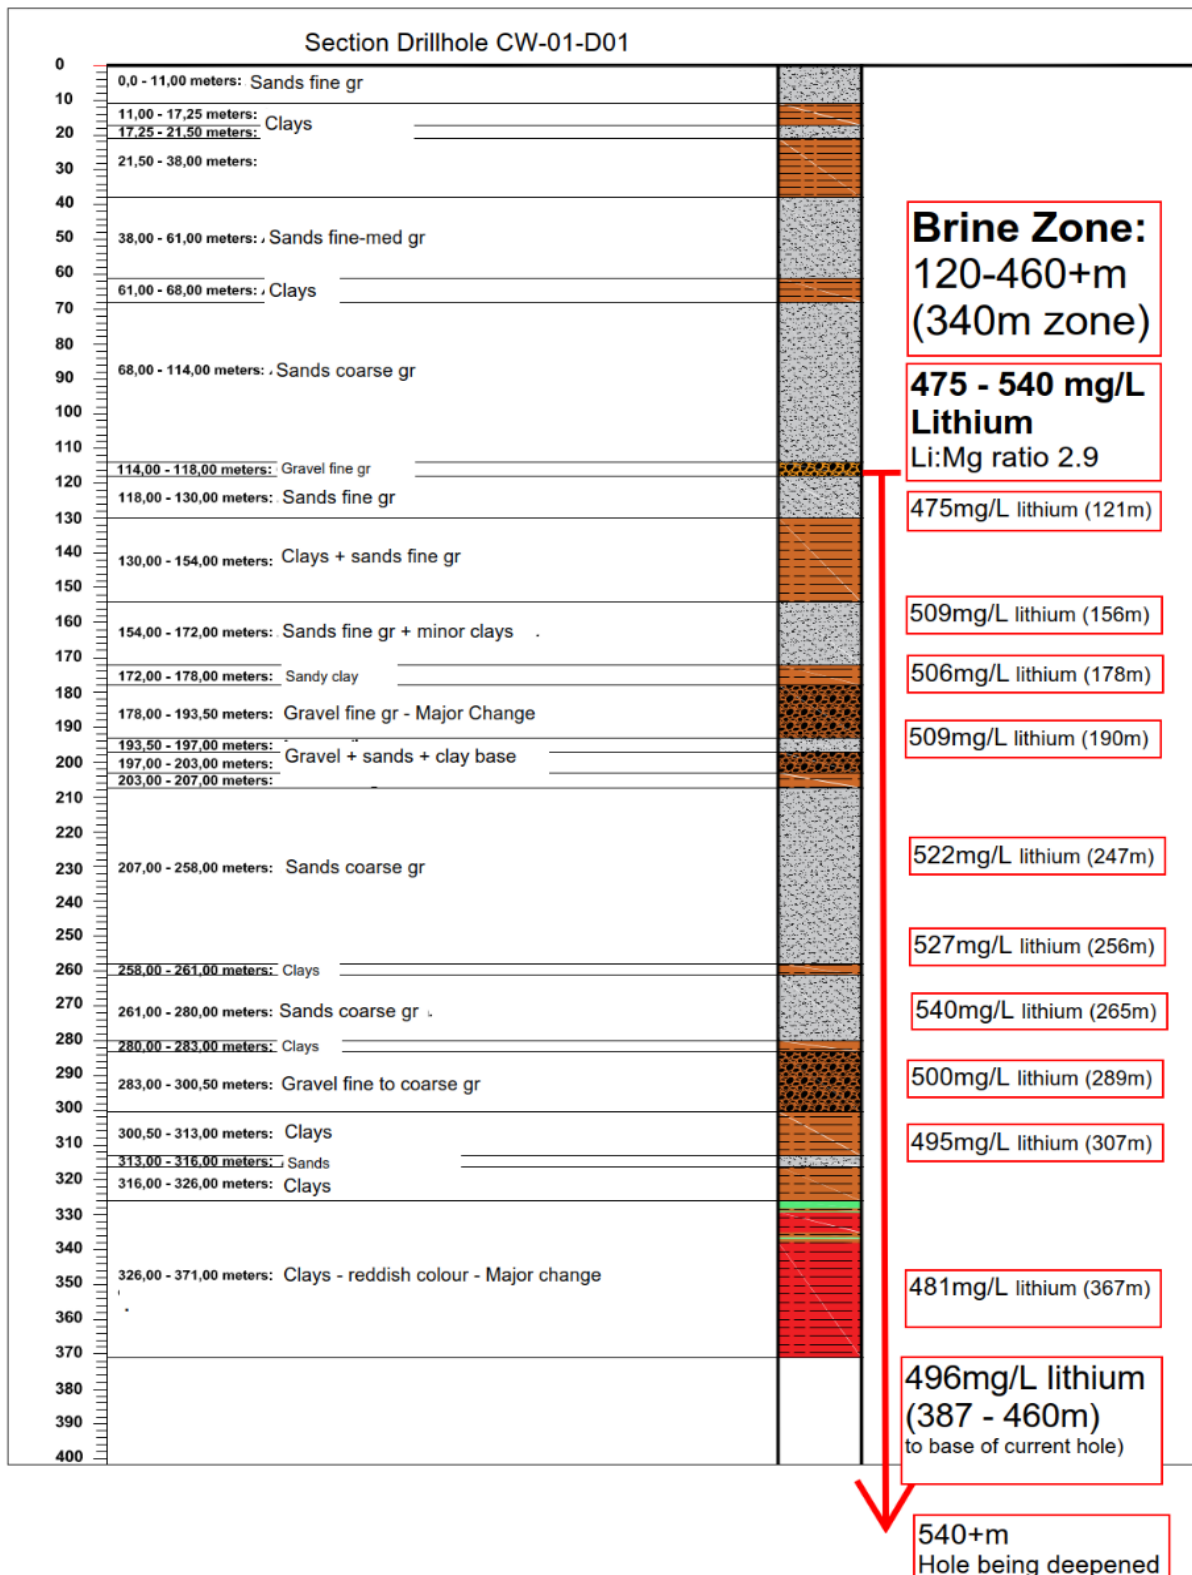 Section Drillhole CW-01-D01
0
0,0 - 11,00 meters: Sands fine gr
10
11,00 - 17,25 meters:
Clays
20
17,25 - 21,50 meters:
30
21,50 - 38,00 meters:
40
50
38,00 - 61,00 meters: Sands fine-med gr
60
61,00 - 68,00 meters: Clays
70
80
90
68,00 - 114,00 meters: Sands coarse gr
100
110
114,00 - 118,00 meters: Gravel fine gr
120
118,00 - 130,00 meters: Sands fine gr
130
140
130,00 - 154,00 meters: Clays + sands fine gr
150
160
154,00 - 172,00 meters: Sands fine gr + minor clays
170
172,00 - 178,00 meters: Sandy clay
180
178,00 - 193,50 meters: Gravel fine gr - Major Change
190
193,50 - 197,00 meters:
Gravel + sands + clay base
200
197,00 - 203,00 meters:
203,00 - 207,00 meters:
210
220
230
207,00 - 258,00 meters: Sands coarse gr
240
250
260
258,00 - 261,00 meters: Clays
270
261,00 - 280,00 meters: Sands coarse gr
280
280,00 - 283,00 meters: Clays
290
283,00 - 300,50 meters: Gravel fine to coarse gr
300
300,50 - 313,00 meters: Clays
310
313,00 - 316,00 meters: Sands
320
316,00 - 326,00 meters: Clays
330
340
326,00 - 371,00 meters: Clays - reddish colour - Major change
350
360
370
380
390
400
Brine Zone:
120-460+m
(340m zone)
475 - 540 mg/L
Lithium
Li:Mg ratio 2.9
475mg/L lithium (121m)
509mg/L lithium (156m)
506mg/L lithium (178m)
509mg/L lithium (190m)
522mg/L lithium (247m)
527mg/L lithium (256m)
540mg/L lithium (265m)
500mg/L lithium (289m)
495mg/L lithium (307m)
481mg/L lithium (367m)
496mg/L lithium
(387 - 460m)
to base of current hole)
540+m
Hole being deepened